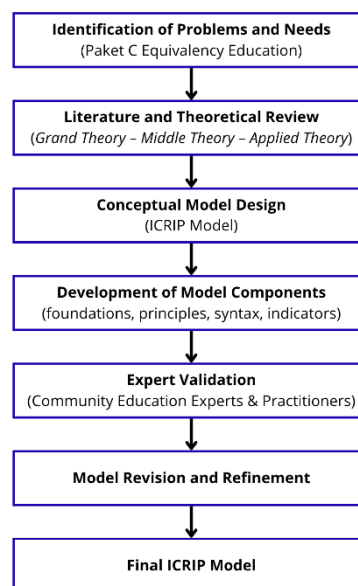 Identification of Problems and Needs
(Paket C Equivalency Education)
Literature and Theoretical Review
(Grand Theory – Middle Theory – Applied Theory)
Conceptual Model Design
(ICRIP Model)
Development of Model Components
(foundations, principles, syntax, indicators)
Expert Validation
(Community Education Experts & Practitioners)
Model Revision and Refinement
Final ICRIP Model